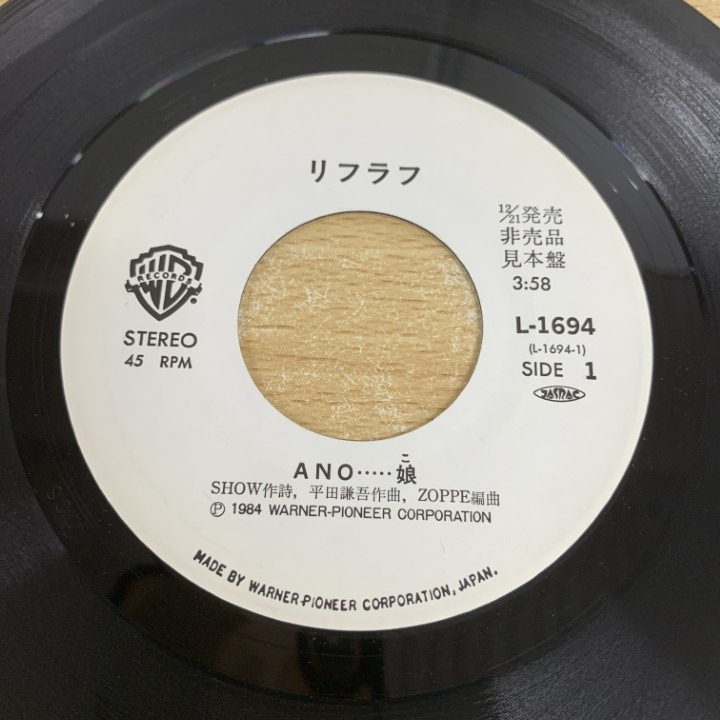 リフラフ
12/21発売
非売品
見本盤
3:58
WB
RECORDS
STEREO
45 RPM
L-1694
(L-1694-1)
SIDE 1
JASRAC
こ
ANO・・・・・娘
SHOW作詩, 平田謙吾作曲, ZOPPE編曲
Ⓟ 1984 WARNER-PIONEER CORPORATION
MADE BY WARNER-PIONEER CORPORATION, JAPAN.